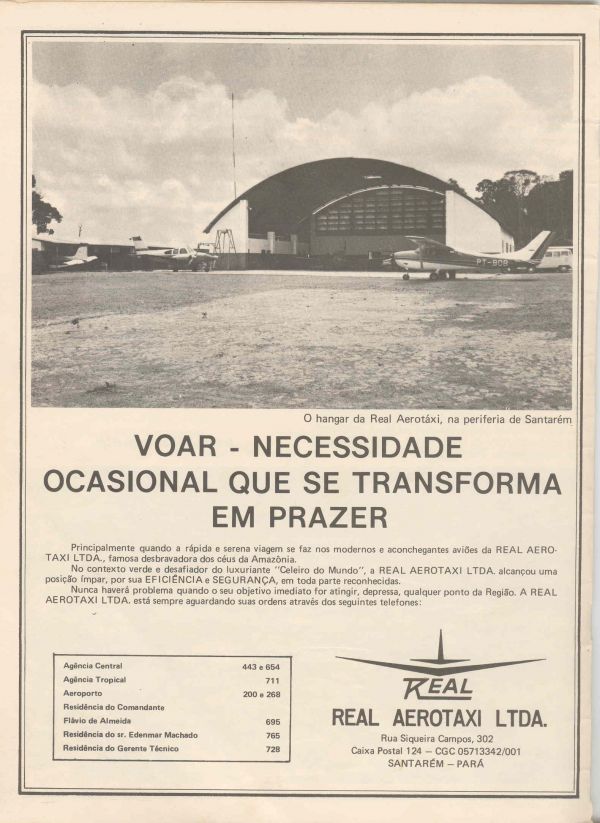 PT-BOB
O hangar da Real Aerotáxi, na periferia de Santarém
VOAR - NECESSIDADE
OCASIONAL QUE SE TRANSFORMA
EM PRAZER
Principalmente quando a rápida e serena viagem se faz nos modernos e aconchegantes aviões da REAL AERO-
TAXI LTDA., famosa desbravadora dos céus da Amazônia.
No contexto verde e desafiador do luxuriante "Celeiro do Mundo", a REAL AEROTAXI LTDA. alcançou uma
posição ímpar, por sua EFICIÊNCIA e SEGURANÇA, em toda parte reconhecidas.
Nunca haverá problema quando o seu objetivo imediato for atingir, depressa, qualquer ponto da Região. A REAL
AEROTAXI LTDA. está sempre aguardando suas ordens através dos seguintes telefones:
Agência Central 443 e 654
Agência Tropical 711
Aeroporto 200 e 268
Residência do Comandante
Flávio de Almeida 695
Residência do sr. Edenmar Machado 765
Residência do Gerente Técnico 728
REAL
REAL AEROTAXI LTDA.
Rua Siqueira Campos, 302
Caixa Postal 124 — CGC 05713342/001
SANTARÉM — PARÁ